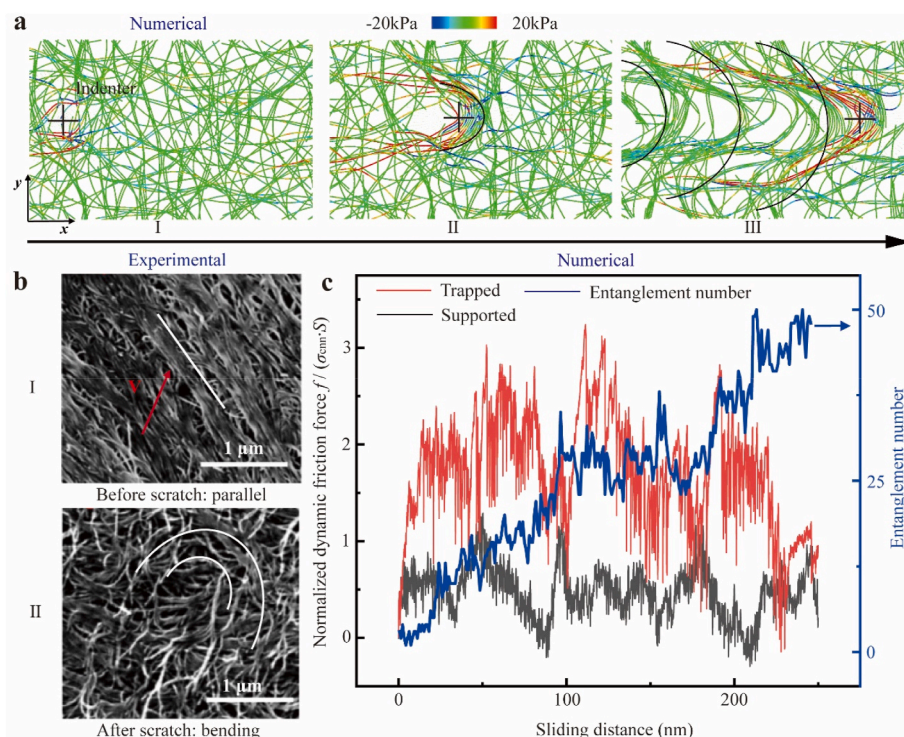 a
Numerical
-20kPa 20kPa
Indenter
y
x
I II III
b
Experimental
I
V
1 μm
Before scratch: parallel
II
1 μm
After scratch: bending
c
Numerical
Trapped
Supported
Entanglement number
Normalized dynamic friction force f / (σcnn·S)
3
2
1
0
50
25
0
Entanglement number
0 100 200
Sliding distance (nm)